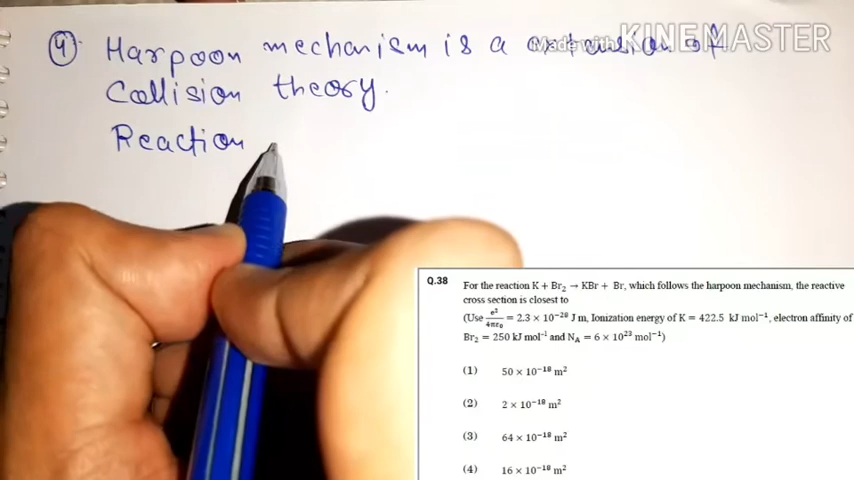 Made with KINEMASTER
4 Harpoon mechanism is a extension of
Collision theory.
Reaction
Q.38 For the reaction K + Br₂ → KBr + Br, which follows the harpoon mechanism, the reactive
cross section is closest to
(Use e²/4πε₀ = 2.3 × 10⁻²⁸ J m, Ionization energy of K = 422.5 kJ mol⁻¹, electron affinity of
Br₂ = 250 kJ mol⁻¹ and N_A = 6 × 10²³ mol⁻¹)
(1) 50 × 10⁻¹⁸ m²
(2) 2 × 10⁻¹⁸ m²
(3) 64 × 10⁻¹⁸ m²
(4) 16 × 10⁻¹⁸ m²